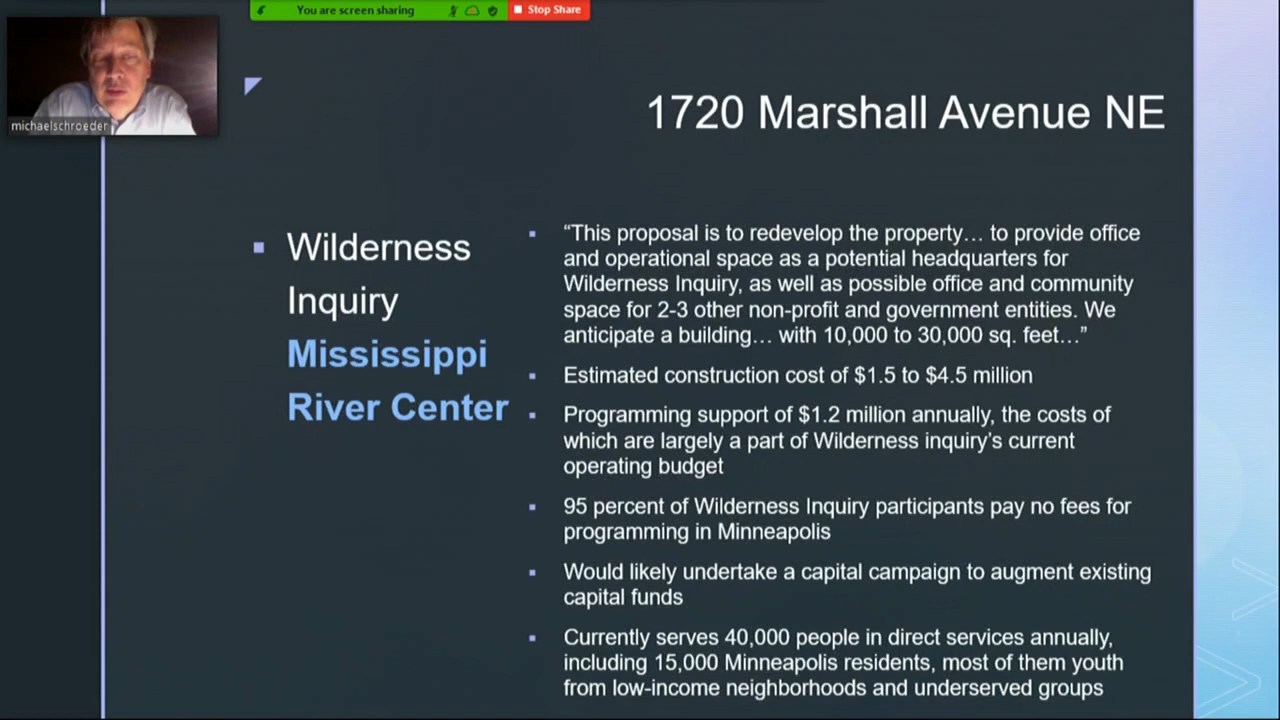 You are screen sharing
Stop Share
michaelschroeder
1720 Marshall Avenue NE
Wilderness
Inquiry
Mississippi
River Center
“This proposal is to redevelop the property… to provide office
and operational space as a potential headquarters for
Wilderness Inquiry, as well as possible office and community
space for 2-3 other non-profit and government entities. We
anticipate a building… with 10,000 to 30,000 sq. feet…”
Estimated construction cost of $1.5 to $4.5 million
Programming support of $1.2 million annually, the costs of
which are largely a part of Wilderness inquiry’s current
operating budget
95 percent of Wilderness Inquiry participants pay no fees for
programming in Minneapolis
Would likely undertake a capital campaign to augment existing
capital funds
Currently serves 40,000 people in direct services annually,
including 15,000 Minneapolis residents, most of them youth
from low-income neighborhoods and underserved groups